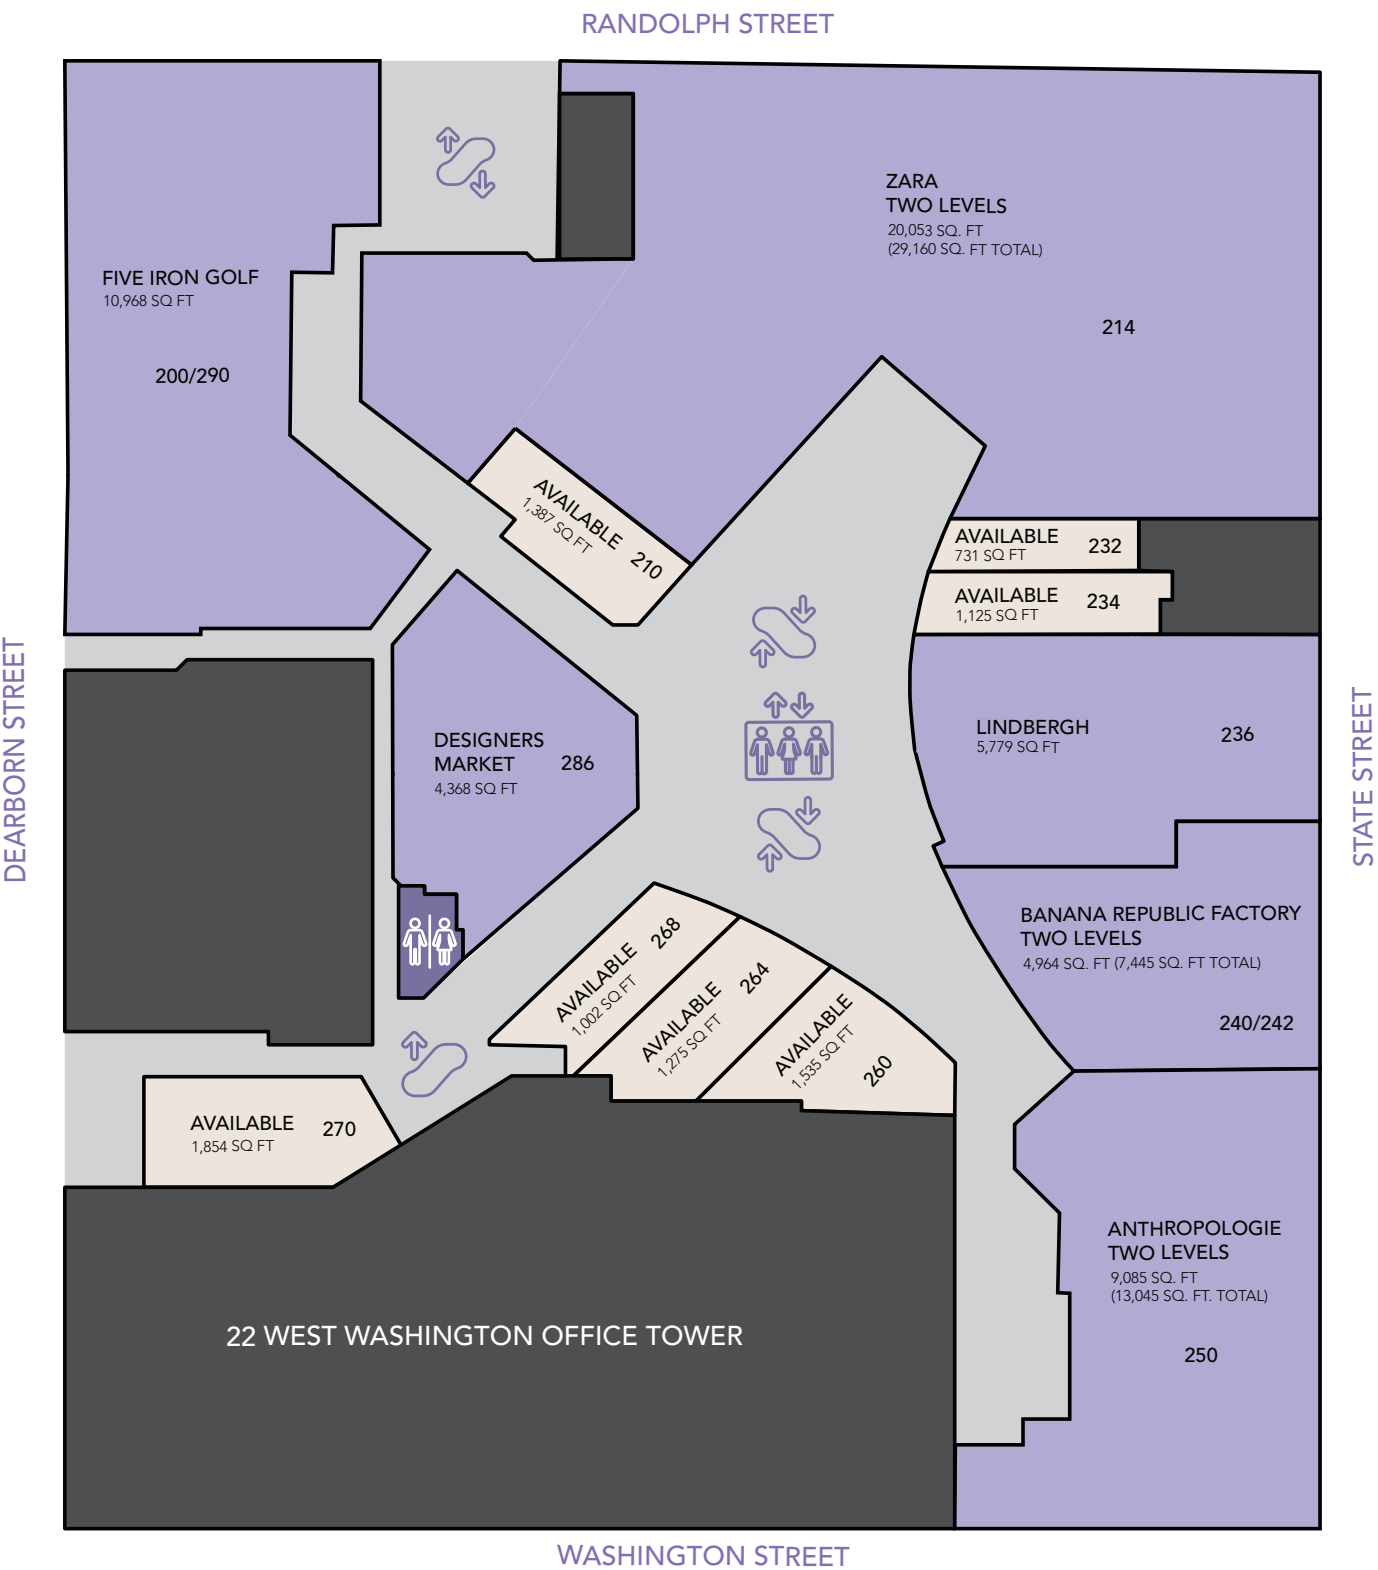 RANDOLPH STREET
ZARA
TWO LEVELS
20,053 SQ. FT
(29,160 SQ. FT TOTAL)
214
FIVE IRON GOLF
10,968 SQ FT
200/290
AVAILABLE
1,387 SQ FT
210
AVAILABLE
731 SQ FT
232
AVAILABLE
1,125 SQ FT
234
DEARBORN STREET
STATE STREET
LINDBERGH
5,779 SQ FT
236
DESIGNERS
MARKET
4,368 SQ FT
286
BANANA REPUBLIC FACTORY
TWO LEVELS
4,964 SQ. FT (7,445 SQ. FT TOTAL)
240/242
AVAILABLE
1,002 SQ FT
268
AVAILABLE
1,275 SQ FT
264
AVAILABLE
1,535 SQ FT
260
AVAILABLE
1,854 SQ FT
270
ANTHROPOLOGIE
TWO LEVELS
9,085 SQ. FT
(13,045 SQ. FT. TOTAL)
250
22 WEST WASHINGTON OFFICE TOWER
WASHINGTON STREET